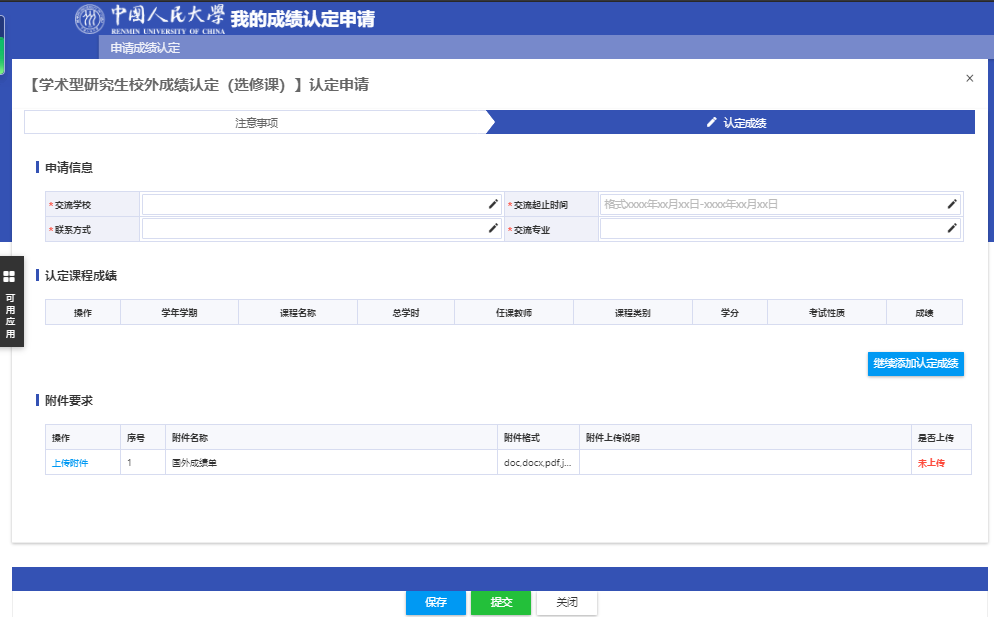 中国人民大学 我的成绩认定申请
RENMIN UNIVERSITY OF CHINA
申请成绩认定
【学术型研究生校外成绩认定（选修课）】认定申请 ×
注意事项 认定成绩
申请信息
*交流学校 *交流起止时间 格式xxxx年xx月xx日-xxxx年xx月xx日
*联系方式 *交流专业
可用应用
认定课程成绩
操作 学年学期 课程名称 总学时 任课教师 课程类别 学分 考试性质 成绩
继续添加认定成绩
附件要求
操作 序号 附件名称 附件格式 附件上传说明 是否上传
上传附件 1 国外成绩单 doc,docx,pdf,j... 未上传
保存 提交 关闭